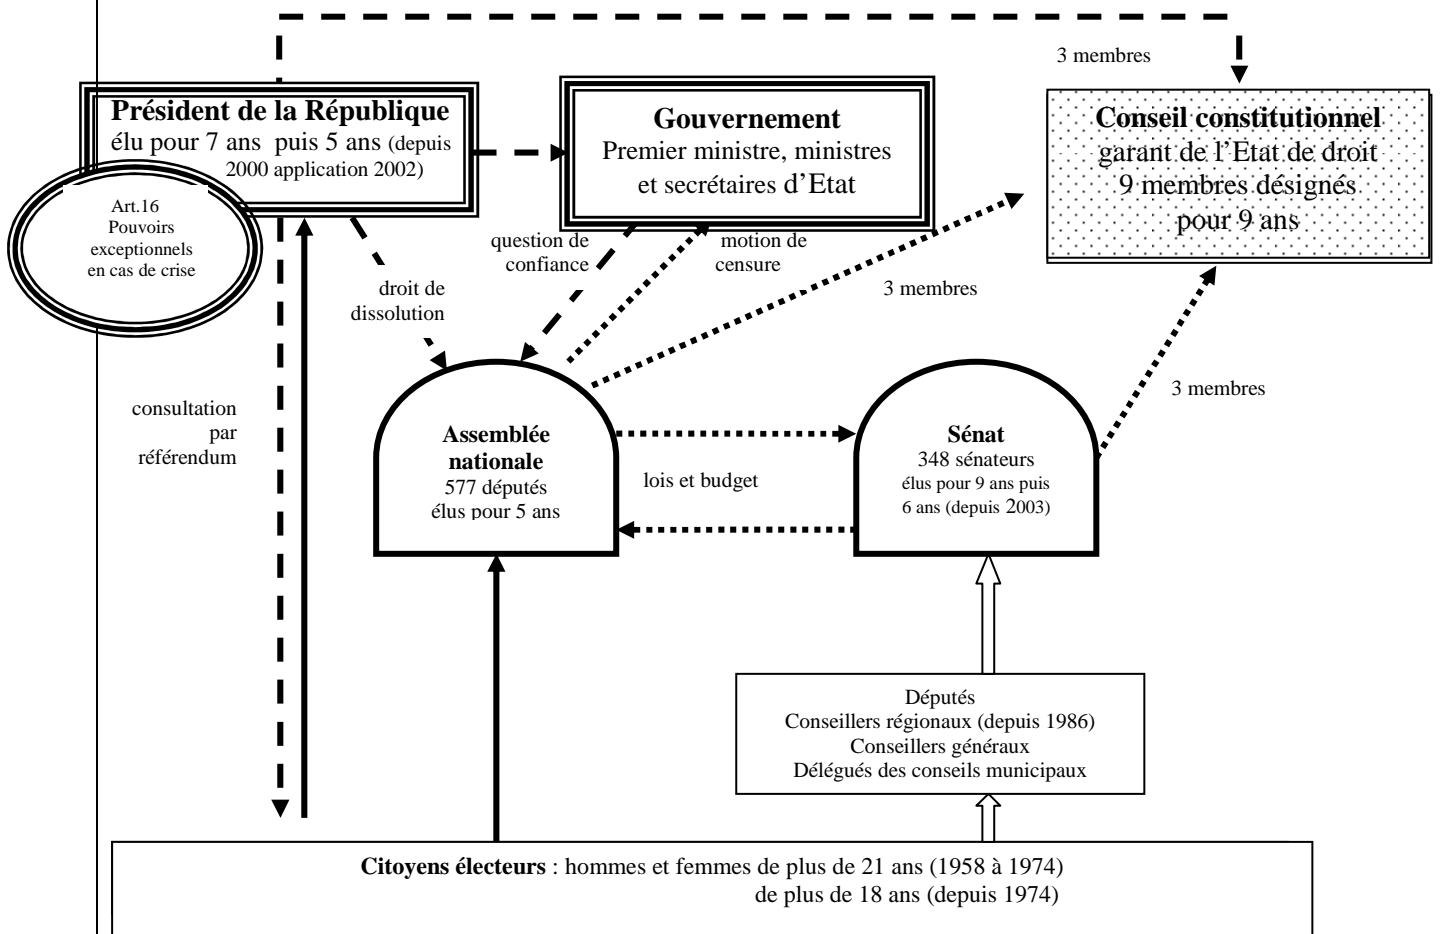 3 membres
Président de la République
élu pour 7 ans puis 5 ans (depuis
2000 application 2002)
Gouvernement
Premier ministre, ministres
et secrétaires d’Etat
Conseil constitutionnel
garant de l’Etat de droit
9 membres désignés
pour 9 ans
Art.16
Pouvoirs
exceptionnels
en cas de crise
question de
confiance
motion de
censure
droit de
dissolution
3 membres
3 membres
consultation
par
référendum
Assemblée
nationale
577 députés
élus pour 5 ans
lois et budget
Sénat
348 sénateurs
élus pour 9 ans puis
6 ans (depuis 2003)
Députés
Conseillers régionaux (depuis 1986)
Conseillers généraux
Délégués des conseils municipaux
Citoyens électeurs : hommes et femmes de plus de 21 ans (1958 à 1974)
de plus de 18 ans (depuis 1974)